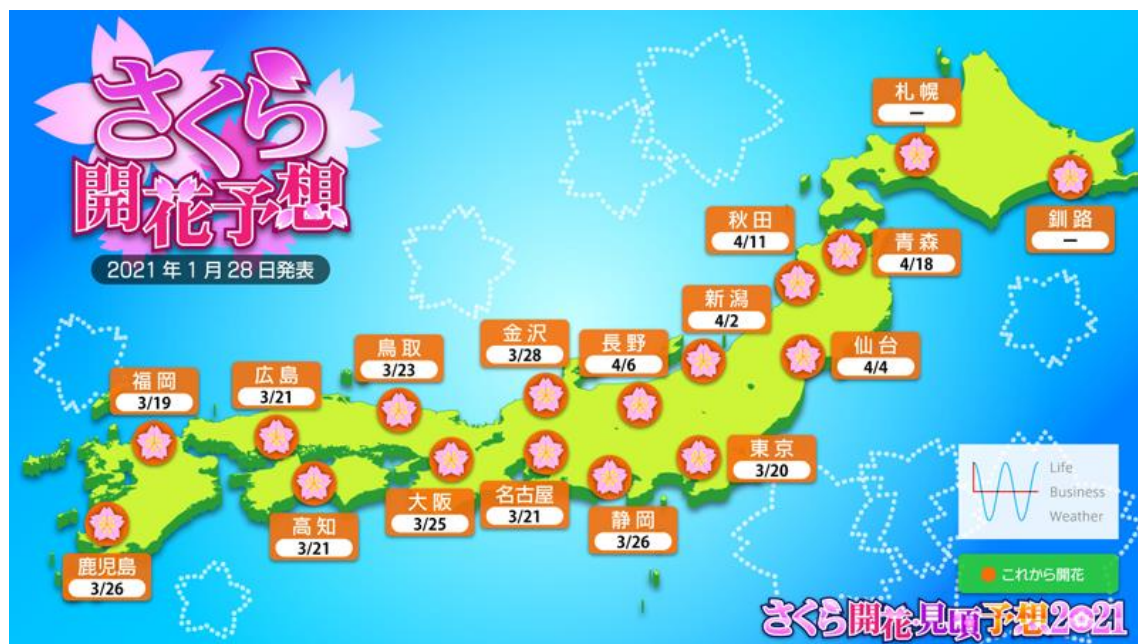 さくら
開花予想
2021年1月28日発表
札幌
ー
釧路
ー
秋田
4/11
青森
4/18
新潟
4/2
仙台
4/4
金沢
3/28
長野
4/6
鳥取
3/23
広島
3/21
福岡
3/19
東京
3/20
大阪
3/25
名古屋
3/21
静岡
3/26
高知
3/21
鹿児島
3/26
Life
Business
Weather
これから開花
さくら開花・見頃予想2021